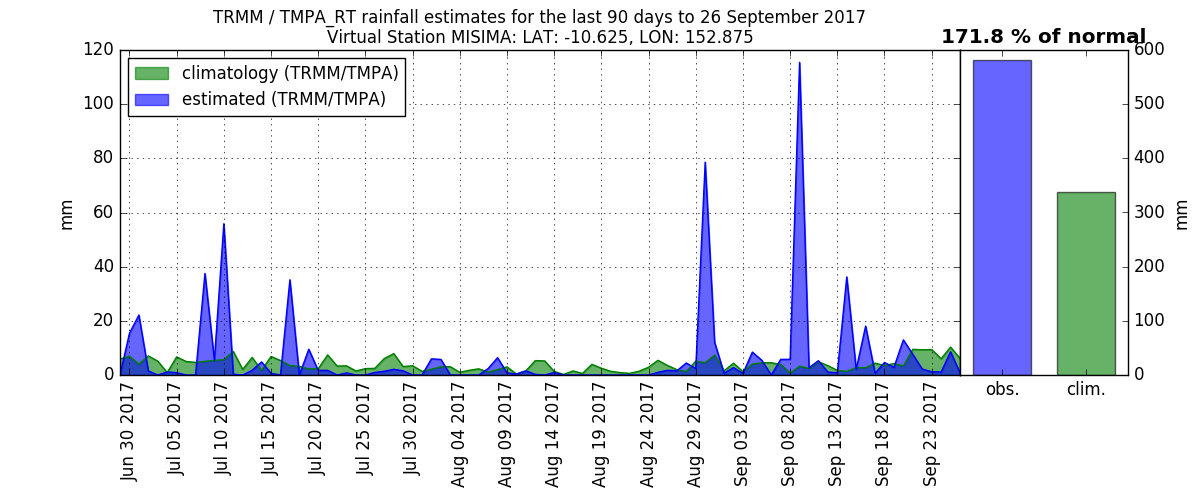 TRMM / TMPA_RT rainfall estimates for the last 90 days to 26 September 2017
Virtual Station MISIMA: LAT: -10.625, LON: 152.875
171.8 % of normal
climatology (TRMM/TMPA)
estimated (TRMM/TMPA)
120
100
80
60
40
20
0
mm
Jun 30 2017
Jul 05 2017
Jul 10 2017
Jul 15 2017
Jul 20 2017
Jul 25 2017
Jul 30 2017
Aug 04 2017
Aug 09 2017
Aug 14 2017
Aug 19 2017
Aug 24 2017
Aug 29 2017
Sep 03 2017
Sep 08 2017
Sep 13 2017
Sep 18 2017
Sep 23 2017
obs.
clim.
600
500
400
300
200
100
0
mm